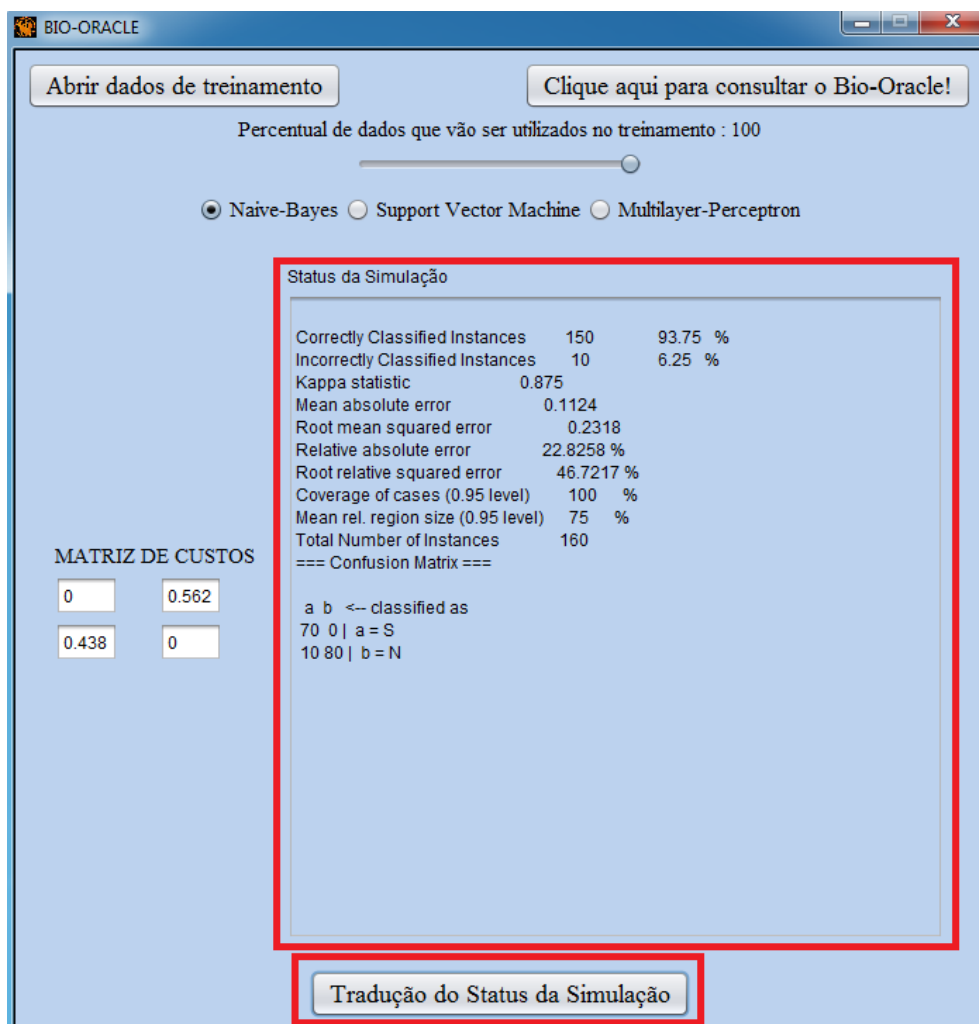 BIO-ORACLE
Abrir dados de treinamento Clique aqui para consultar o Bio-Oracle!
Percentual de dados que vão ser utilizados no treinamento : 100
Naive-Bayes Support Vector Machine Multilayer-Perceptron
Status da Simulação
Correctly Classified Instances 150 93.75 %
Incorrectly Classified Instances 10 6.25 %
Kappa statistic 0.875
Mean absolute error 0.1124
Root mean squared error 0.2318
Relative absolute error 22.8258 %
Root relative squared error 46.7217 %
Coverage of cases (0.95 level) 100 %
Mean rel. region size (0.95 level) 75 %
Total Number of Instances 160
=== Confusion Matrix ===
a b <-- classified as
70 0 | a = S
10 80 | b = N
MATRIZ DE CUSTOS
0 0.562
0.438 0
Tradução do Status da Simulação